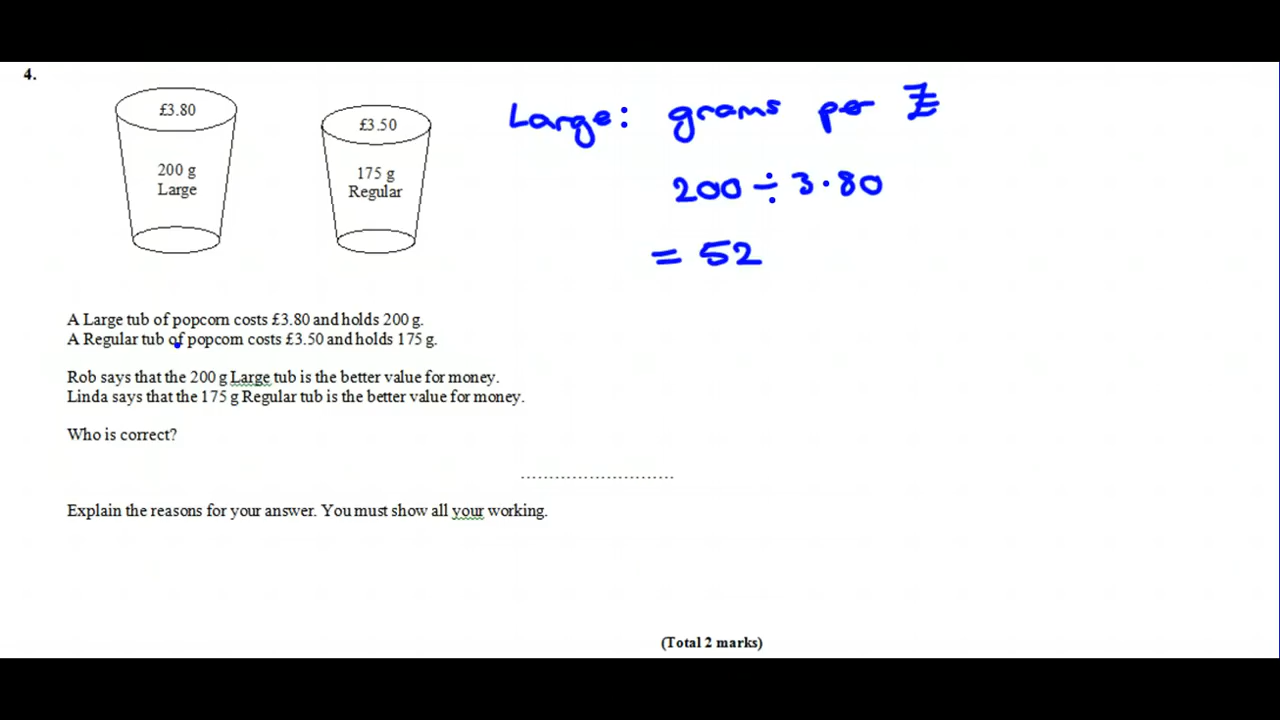 4.
£3.80
200 g
Large
£3.50
175 g
Regular
Large: grams per £
200 ÷ 3.80
= 52
A Large tub of popcorn costs £3.80 and holds 200 g.
A Regular tub of popcorn costs £3.50 and holds 175 g.
Rob says that the 200 g Large tub is the better value for money.
Linda says that the 175 g Regular tub is the better value for money.
Who is correct?
...........................
Explain the reasons for your answer. You must show all your working.
(Total 2 marks)